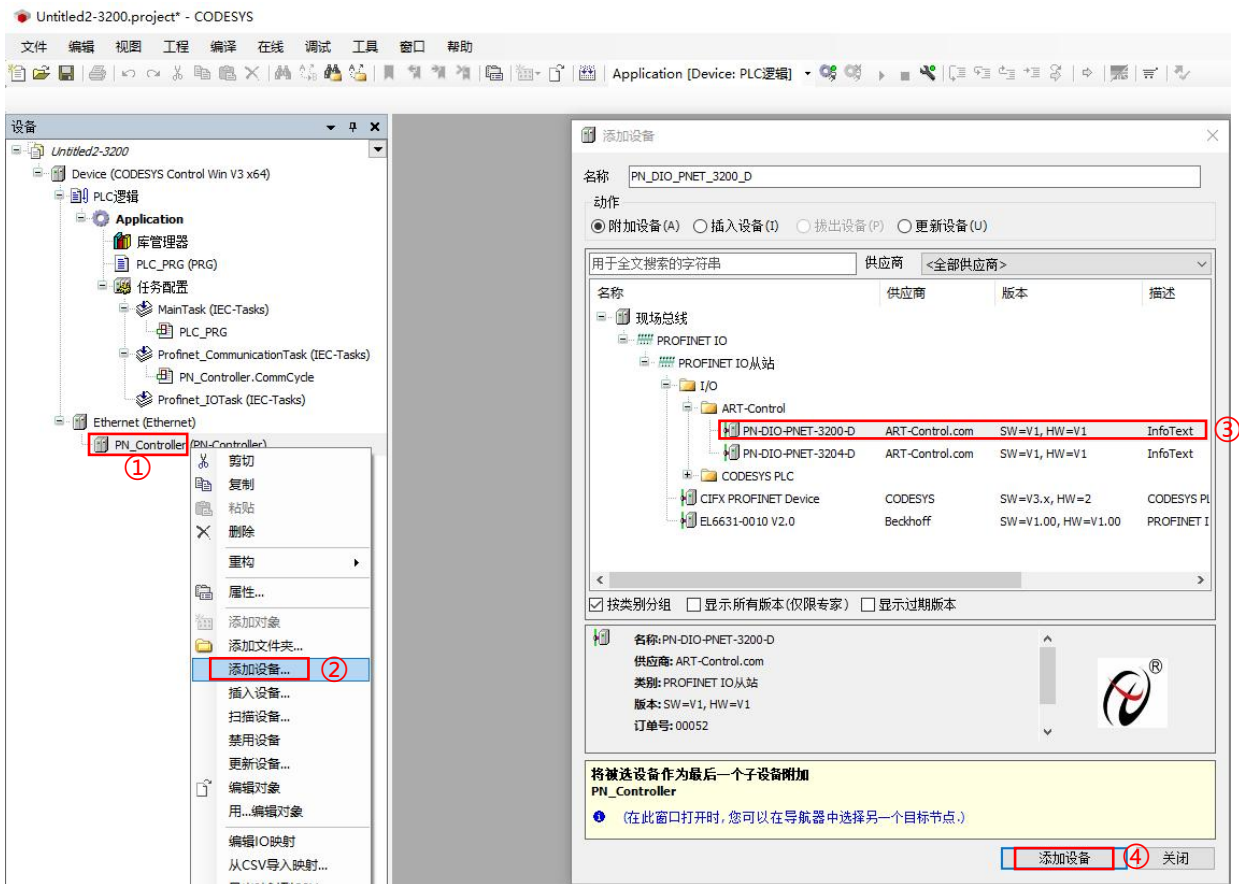 Untitled2-3200.project* - CODESYS
文件 编辑 视图 工程 编译 在线 调试 工具 窗口 帮助
Application [Device: PLC逻辑]
设备
Untitled2-3200
Device (CODESYS Control Win V3 x64)
PLC逻辑
Application
库管理器
PLC_PRG (PRG)
任务配置
MainTask (IEC-Tasks)
PLC_PRG
Profinet_CommunicationTask (IEC-Tasks)
PN_Controller.CommCycle
Profinet_IOTask (IEC-Tasks)
Ethernet (Ethernet)
PN_Controller (PN-Controller)
①
剪切
复制
粘贴
删除
重构
属性...
添加对象
添加文件夹...
添加设备... ②
插入设备...
扫描设备...
禁用设备
更新设备...
编辑对象
用...编辑对象
编辑IO映射
从CSV导入映射...
添加设备
名称 PN_DIO_PNET_3200_D
动作
附加设备(A) 插入设备(I) 拔出设备(P) 更新设备(U)
用于全文搜索的字符串 供应商 <全部供应商>
名称 供应商 版本 描述
现场总线
PROFINET IO
PROFINET IO从站
I/O
ART-Control
PN-DIO-PNET-3200-D ART-Control.com SW=V1, HW=V1 InfoText ③
PN-DIO-PNET-3204-D ART-Control.com SW=V1, HW=V1 InfoText
CODESYS PLC
CIFX PROFINET Device CODESYS SW=V3.x, HW=2 CODESYS PL
EL6631-0010 V2.0 Beckhoff SW=V1.00, HW=V1.00 PROFINET I
按类别分组 显示所有版本(仅限专家) 显示过期版本
名称:PN-DIO-PNET-3200-D
供应商: ART-Control.com
类别: PROFINET IO从站
版本: SW=V1, HW=V1
订单号: 00052
®
将被选设备作为最后一个子设备附加
PN_Controller
(在此窗口打开时,您可以在导航器中选择另一个目标节点.)
添加设备 ④ 关闭